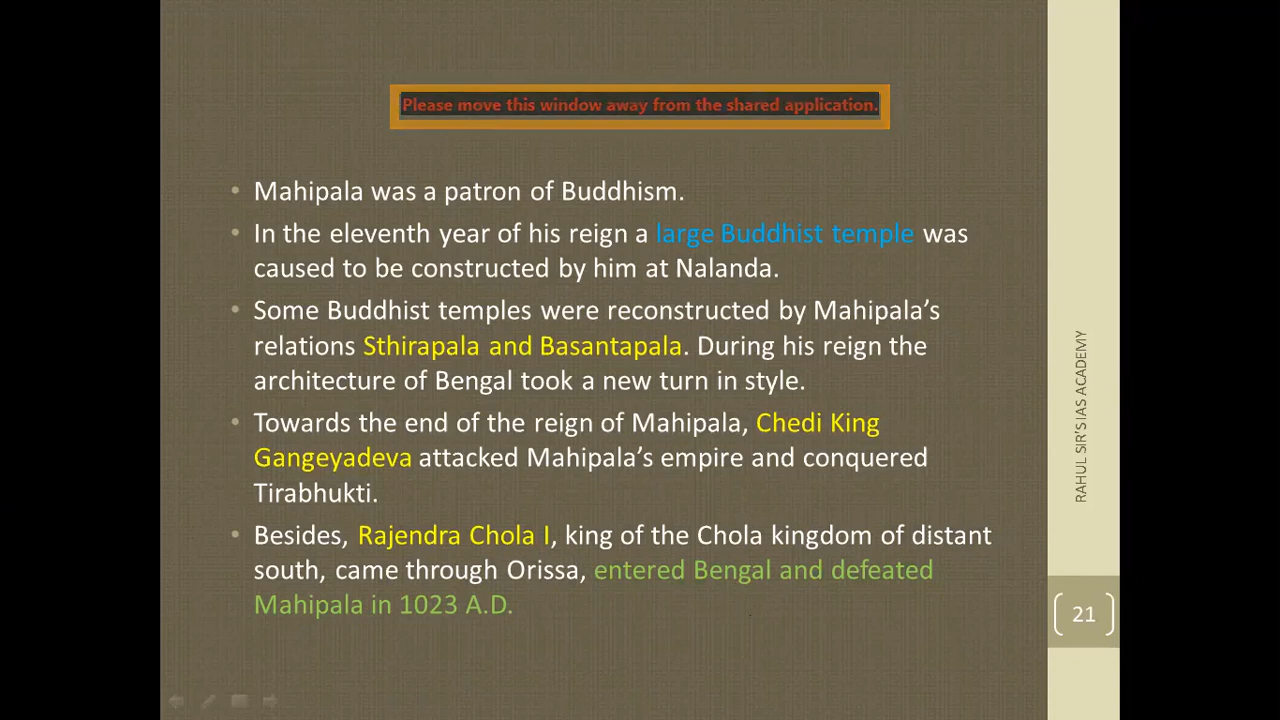 Please move this window away from the shared application.
• Mahipala was a patron of Buddhism.
• In the eleventh year of his reign a large Buddhist temple was
caused to be constructed by him at Nalanda.
• Some Buddhist temples were reconstructed by Mahipala’s
relations Sthirapala and Basantapala. During his reign the
architecture of Bengal took a new turn in style.
• Towards the end of the reign of Mahipala, Chedi King
Gangeyadeva attacked Mahipala’s empire and conquered
Tirabhukti.
• Besides, Rajendra Chola I, king of the Chola kingdom of distant
south, came through Orissa, entered Bengal and defeated
Mahipala in 1023 A.D.
RAHUL SIR’S IAS ACADEMY
21